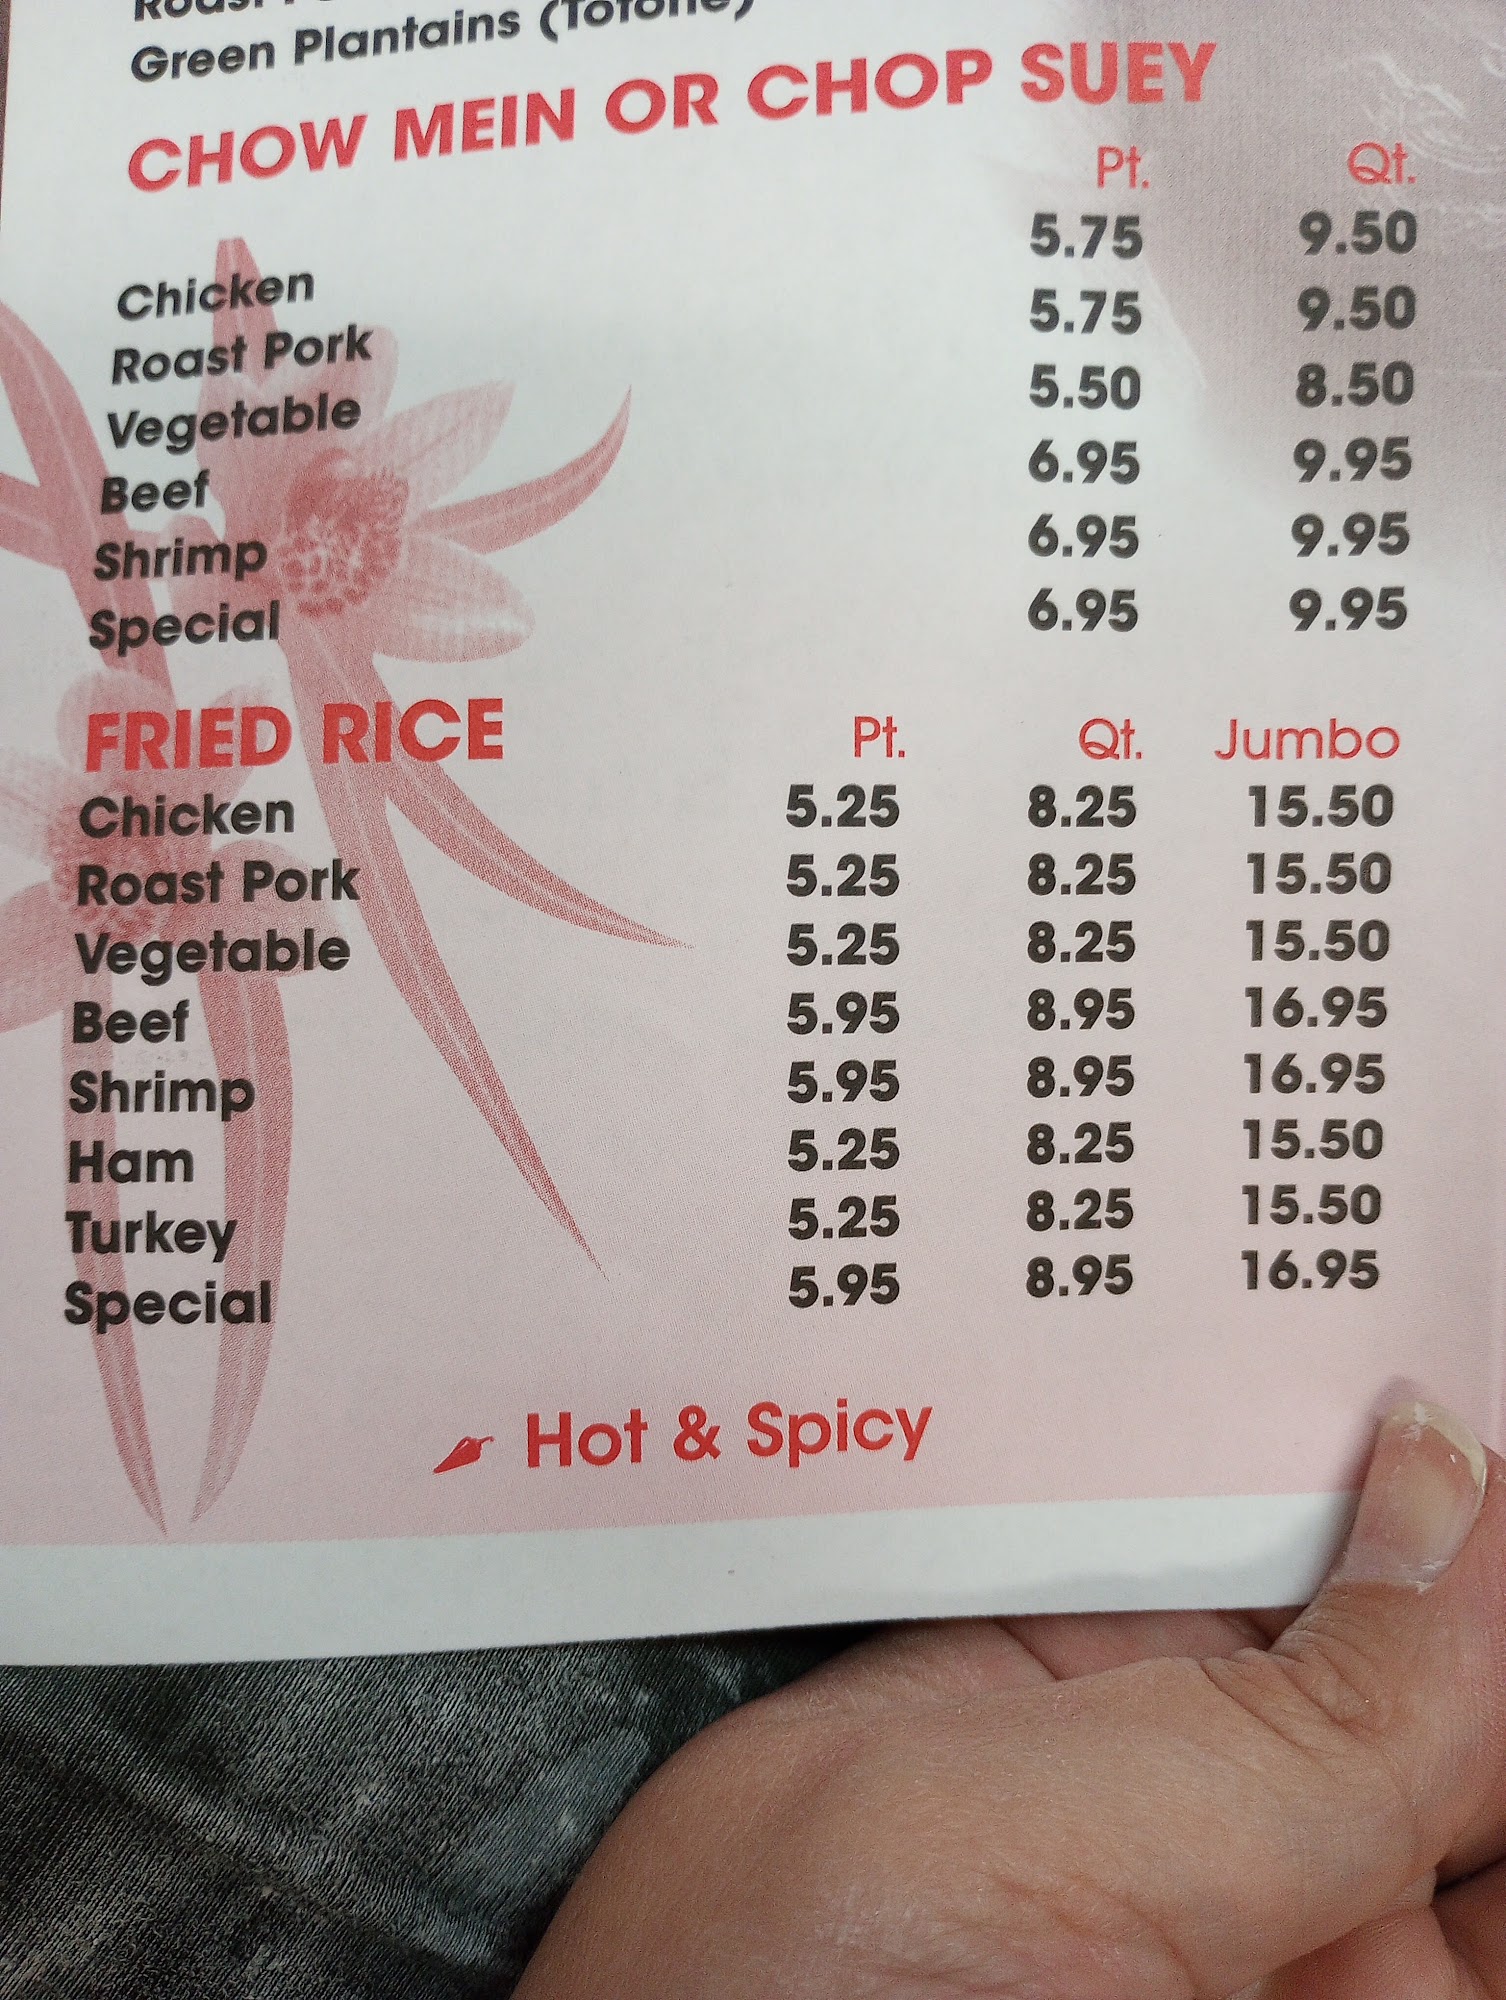 Green Plantains (Totone)
CHOW MEIN OR CHOP SUEY
Pt. Qt.
Chicken 5.75 9.50
Roast Pork 5.75 9.50
Vegetable 5.50 8.50
Beef 6.95 9.95
Shrimp 6.95 9.95
Special 6.95 9.95
FRIED RICE Pt. Qt. Jumbo
Chicken 5.25 8.25 15.50
Roast Pork 5.25 8.25 15.50
Vegetable 5.25 8.25 15.50
Beef 5.95 8.95 16.95
Shrimp 5.95 8.95 16.95
Ham 5.25 8.25 15.50
Turkey 5.25 8.25 15.50
Special 5.95 8.95 16.95
Hot & Spicy